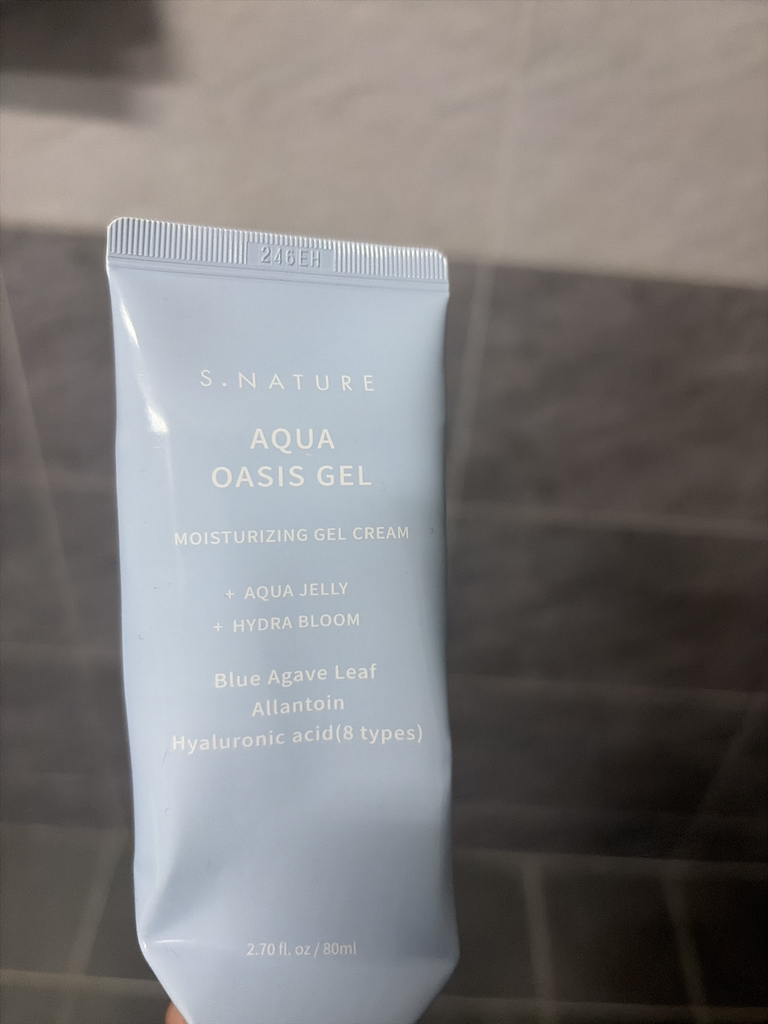 246EH
S.NATURE
AQUA
OASIS GEL
MOISTURIZING GEL CREAM
+ AQUA JELLY
+ HYDRA BLOOM
Blue Agave Leaf
Allantoin
Hyaluronic acid(8 types)
2.70 fl. oz / 80ml